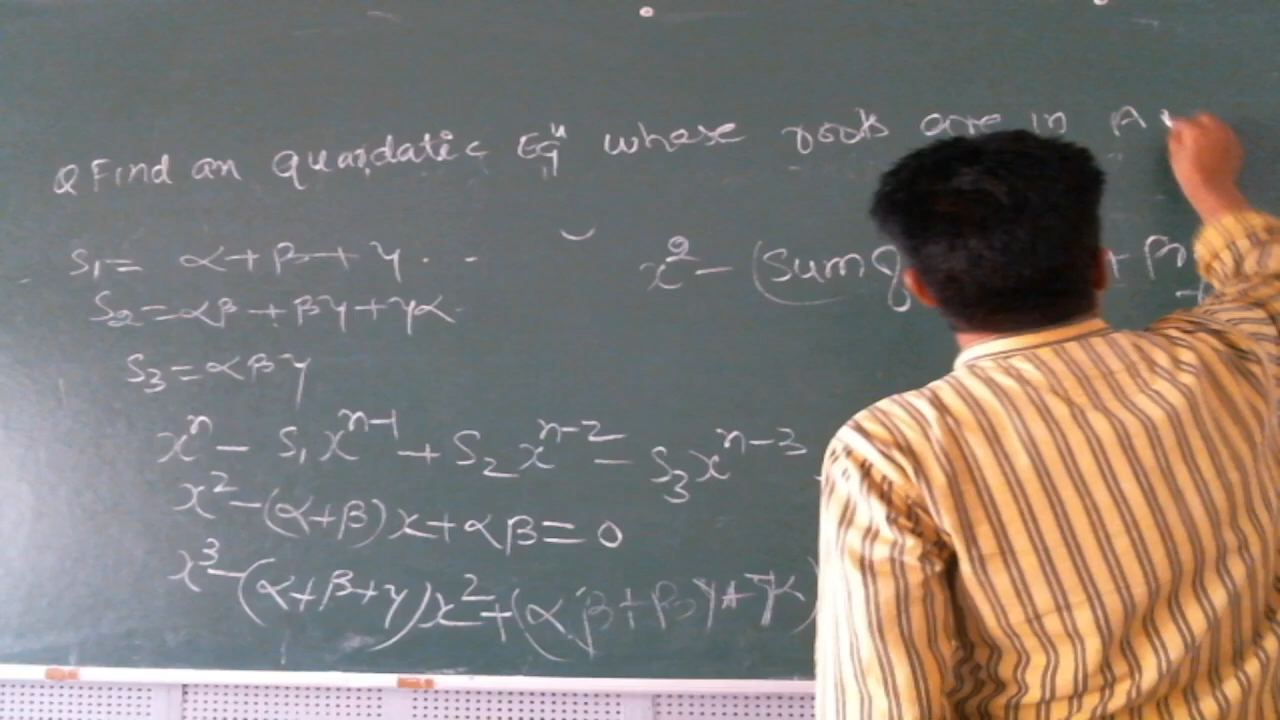 Q Find an quardatic Eqⁿ whose roots are in A
S₁ = α + β + γ . . -
x² - (Sum
S₂ = αβ + βγ + γα
S₃ = αβγ
xⁿ - S₁xⁿ⁻¹ + S₂xⁿ⁻² - S₃xⁿ⁻³
x² - (α+β)x + αβ = 0
x³ - (α+β+γ)x² + (αβ + βγ + γα)